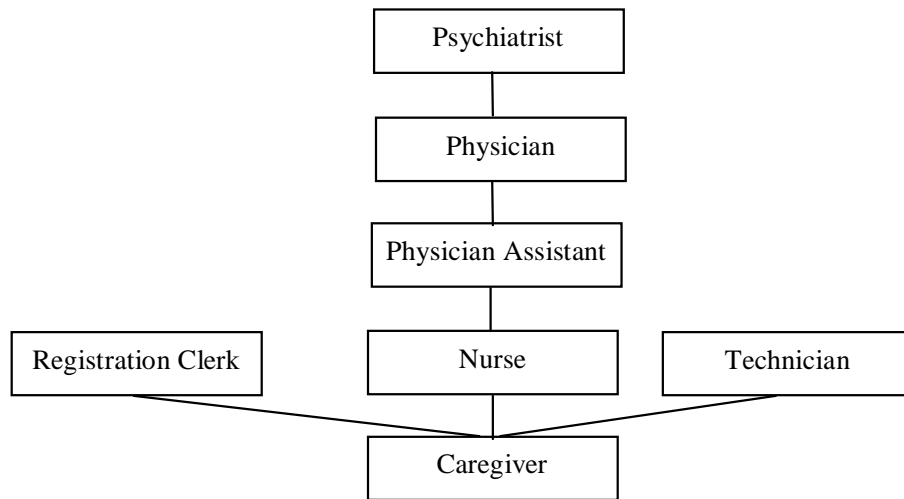 Psychiatrist
Physician
Physician Assistant
Registration Clerk
Nurse
Technician
Caregiver